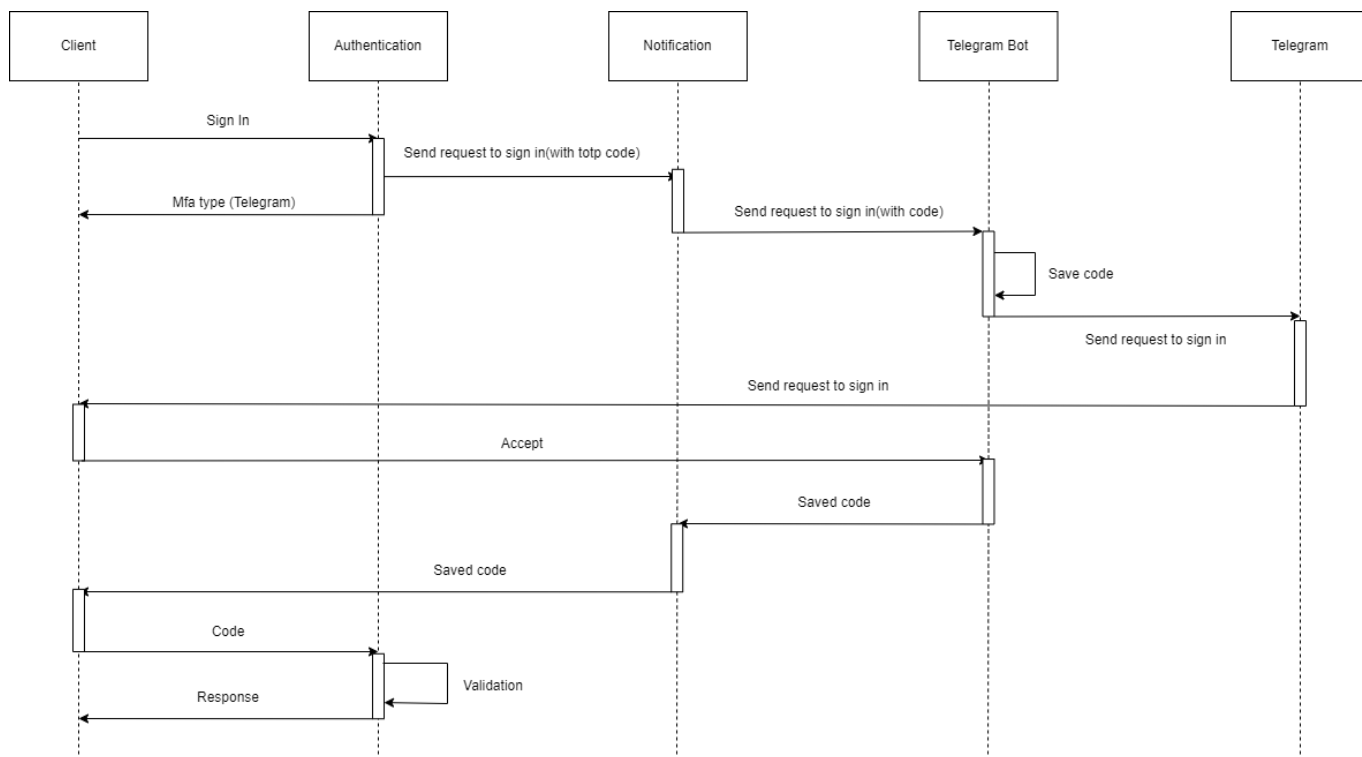 Client
Authentication
Notification
Telegram Bot
Telegram
Sign In
Send request to sign in(with totp code)
Mfa type (Telegram)
Send request to sign in(with code)
Save code
Send request to sign in
Send request to sign in
Accept
Saved code
Saved code
Code
Validation
Response